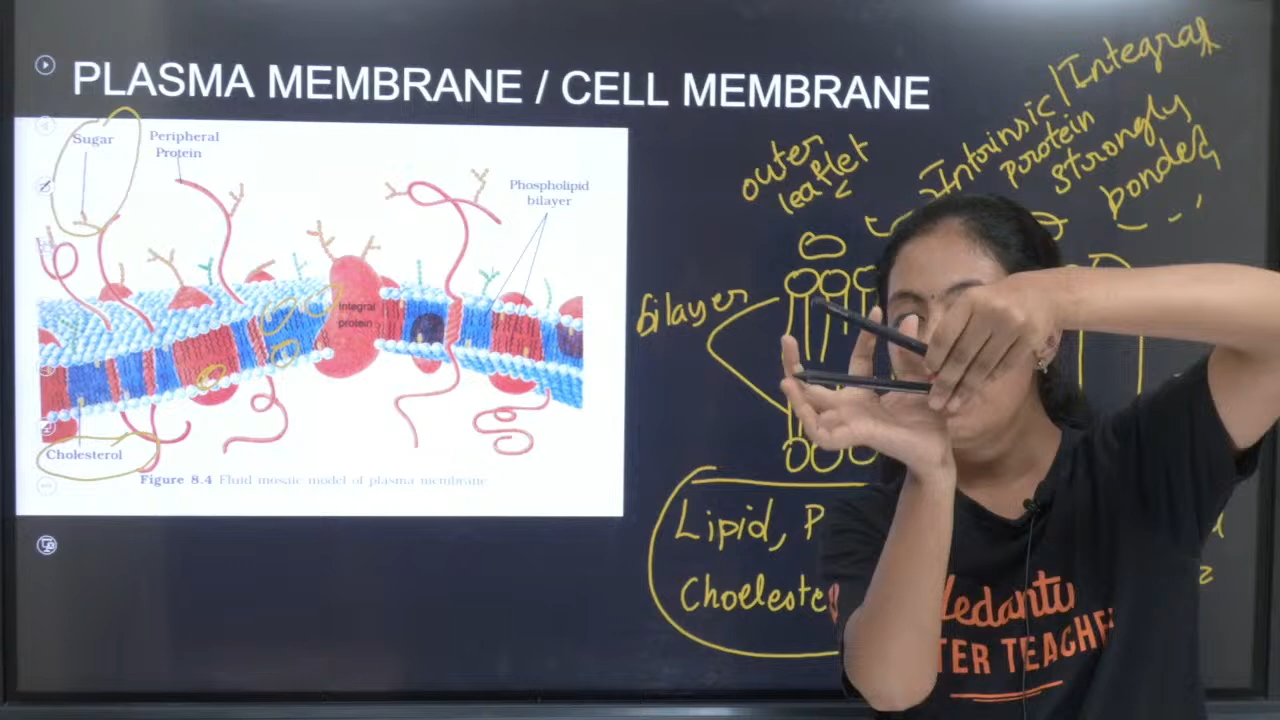 PLASMA MEMBRANE / CELL MEMBRANE
Sugar
Peripheral
Protein
Phospholipid
bilayer
Integral
protein
Cholesterol
Figure 8.4 Fluid mosaic model of plasma membrane
outer
leaflet
Intrinsic/Integral
protein
strongly
bonded
bilayer
Lipid, P
Choleste
Vedantu
TER TEACHE